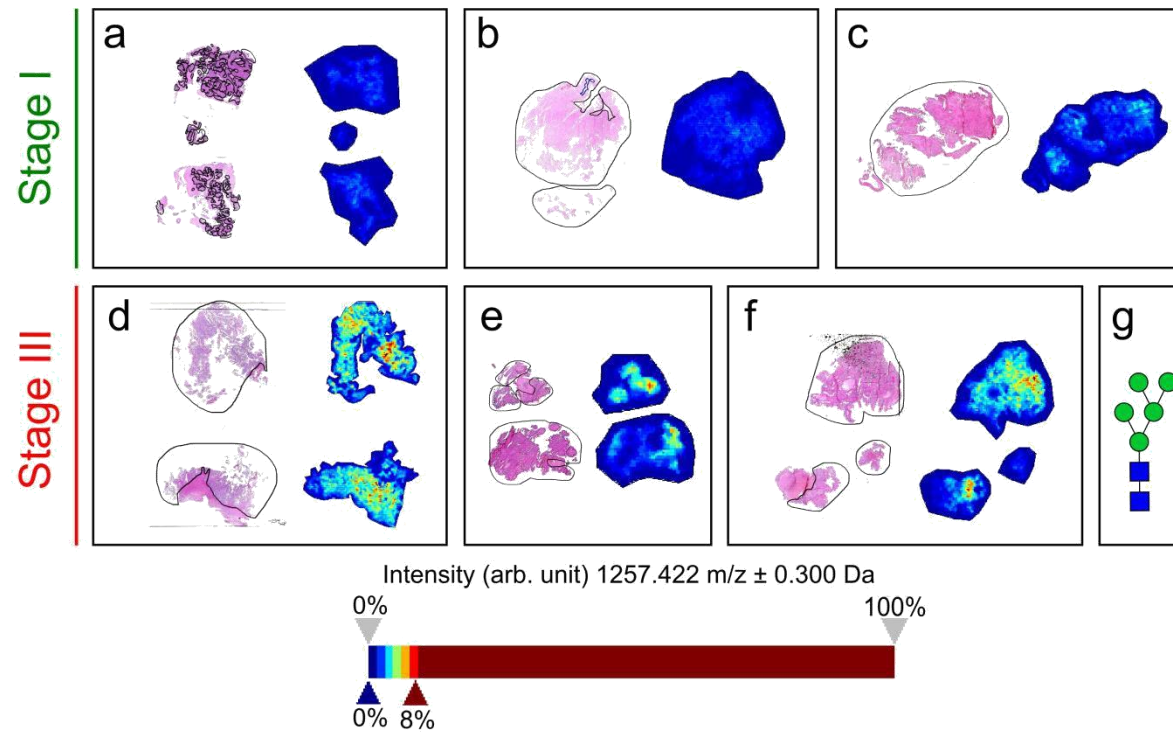 Stage I
a
b
c
Stage III
d
e
f
g
Intensity (arb. unit) 1257.422 m/z ± 0.300 Da
0%
100%
0%
8%